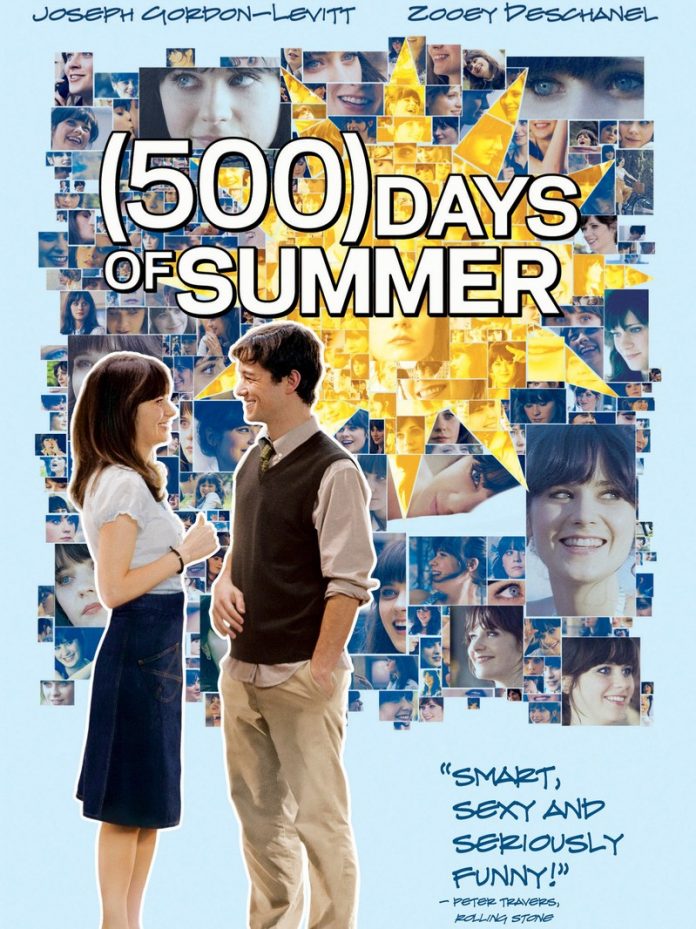 JOSEPH GORDON-LEVITT ZOOEY DESCHANEL
(500) DAYS
OF SUMMER
"SMART,
SEXY AND
SERIOUSLY
FUNNY!"
- PETER TRAVERS,
ROLLING STONE